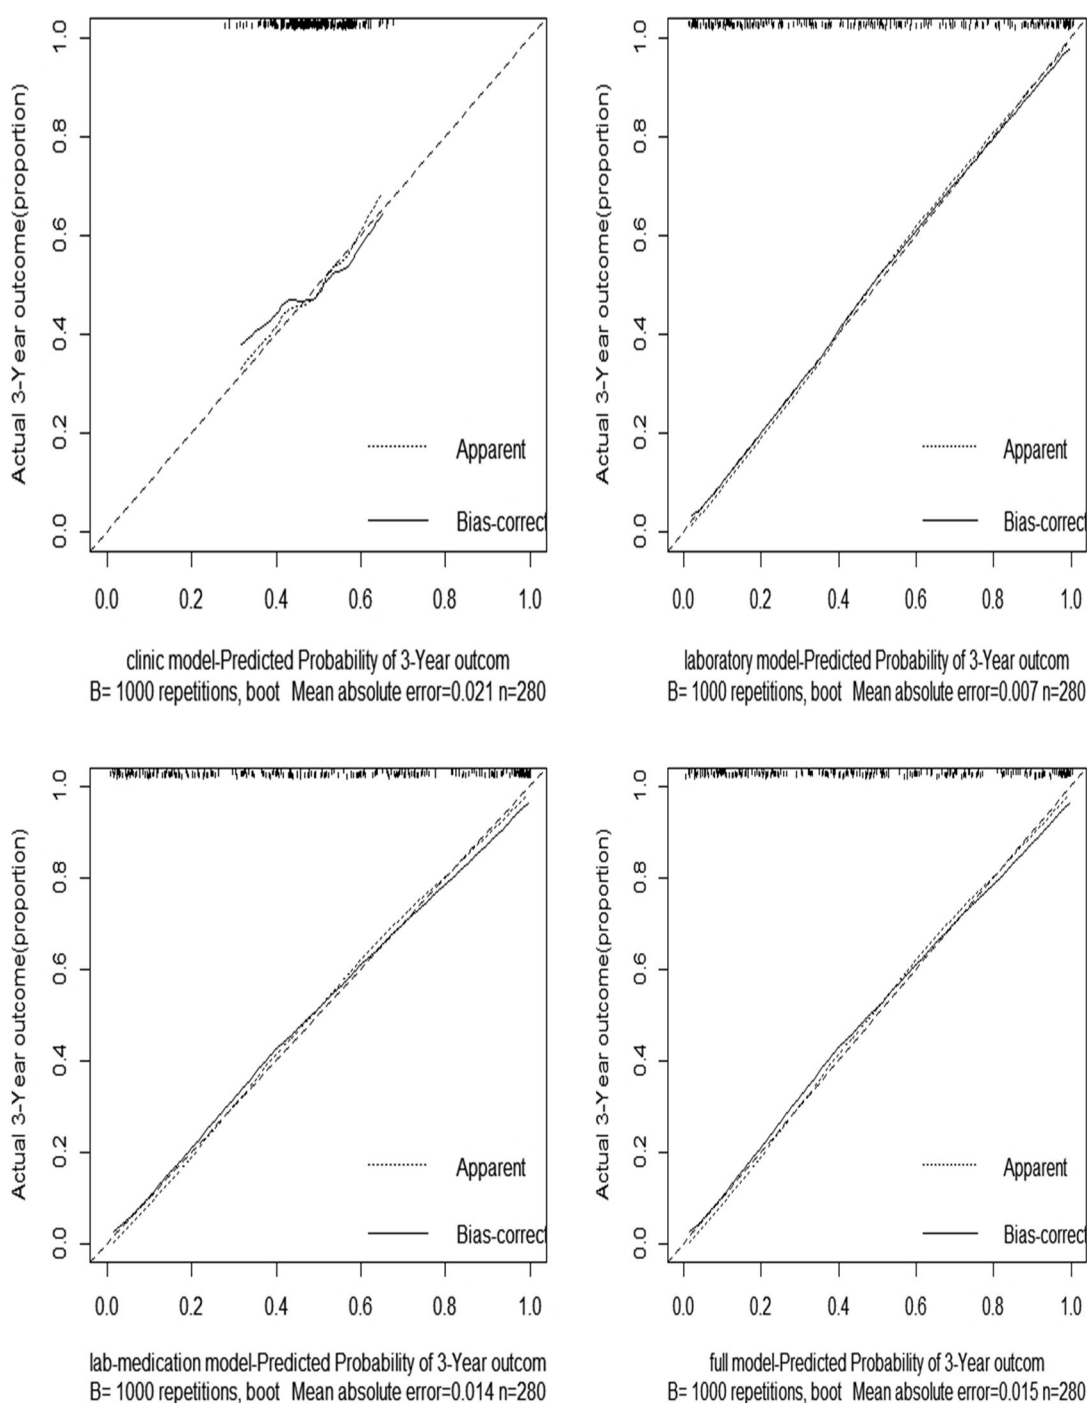 Actual 3-Year outcome(proportion)
1.0
0.8
0.6
0.4
0.2
0.0
Apparent
Bias-correct
0.0 0.2 0.4 0.6 0.8 1.0
clinic model-Predicted Probability of 3-Year outcom
B= 1000 repetitions, boot Mean absolute error=0.021 n=280
Actual 3-Year outcome(proportion)
1.0
0.8
0.6
0.4
0.2
0.0
Apparent
Bias-correct
0.0 0.2 0.4 0.6 0.8 1.0
laboratory model-Predicted Probability of 3-Year outcom
B= 1000 repetitions, boot Mean absolute error=0.007 n=280
Actual 3-Year outcome(proportion)
1.0
0.8
0.6
0.4
0.2
0.0
Apparent
Bias-correct
0.0 0.2 0.4 0.6 0.8 1.0
lab-medication model-Predicted Probability of 3-Year outcom
B= 1000 repetitions, boot Mean absolute error=0.014 n=280
Actual 3-Year outcome(proportion)
1.0
0.8
0.6
0.4
0.2
0.0
Apparent
Bias-correct
0.0 0.2 0.4 0.6 0.8 1.0
full model-Predicted Probability of 3-Year outcom
B= 1000 repetitions, boot Mean absolute error=0.015 n=280